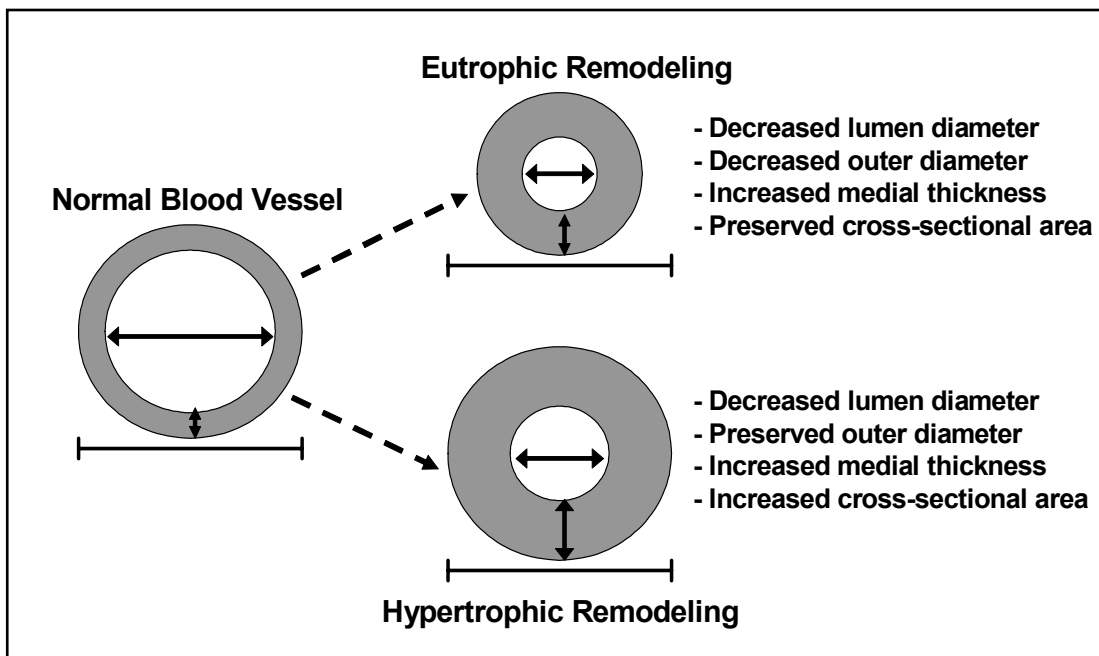 Eutrophic Remodeling
- Decreased lumen diameter
- Decreased outer diameter
- Increased medial thickness
- Preserved cross-sectional area
Normal Blood Vessel
- Decreased lumen diameter
- Preserved outer diameter
- Increased medial thickness
- Increased cross-sectional area
Hypertrophic Remodeling